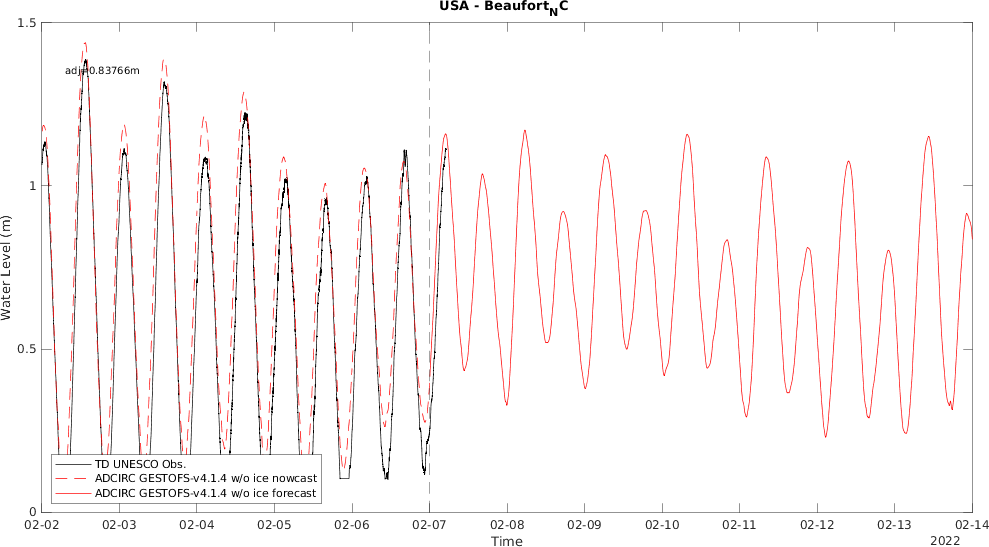 USA - Beaufort_NC
adj=0.83766m
1.5
1
0.5
0
Water Level (m)
TD UNESCO Obs.
ADCIRC GESTOFS-v4.1.4 w/o ice nowcast
ADCIRC GESTOFS-v4.1.4 w/o ice forecast
02-02 02-03 02-04 02-05 02-06 02-07 02-08 02-09 02-10 02-11 02-12 02-13 02-14
Time
2022